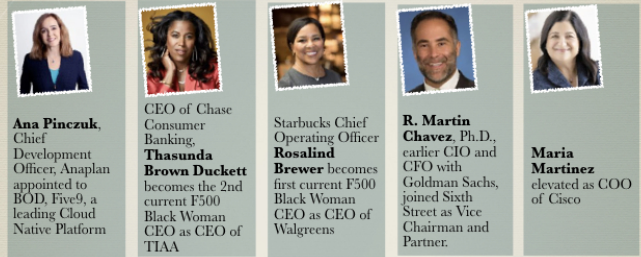 Ana Pinczuk,
Chief
Development
Officer, Anaplan
appointed to
BOD, Five9, a
leading Cloud
Native Platform
CEO of Chase
Consumer
Banking,
Thasunda
Brown Duckett
becomes the 2nd
current F500
Black Woman
CEO as CEO of
TIAA
Starbucks Chief
Operating Officer
Rosalind
Brewer becomes
first current F500
Black Woman
CEO as CEO of
Walgreens
R. Martin
Chavez, Ph.D.,
earlier CIO and
CFO with
Goldman Sachs,
joined Sixth
Street as Vice
Chairman and
Partner.
Maria
Martinez
elevated as COO
of Cisco